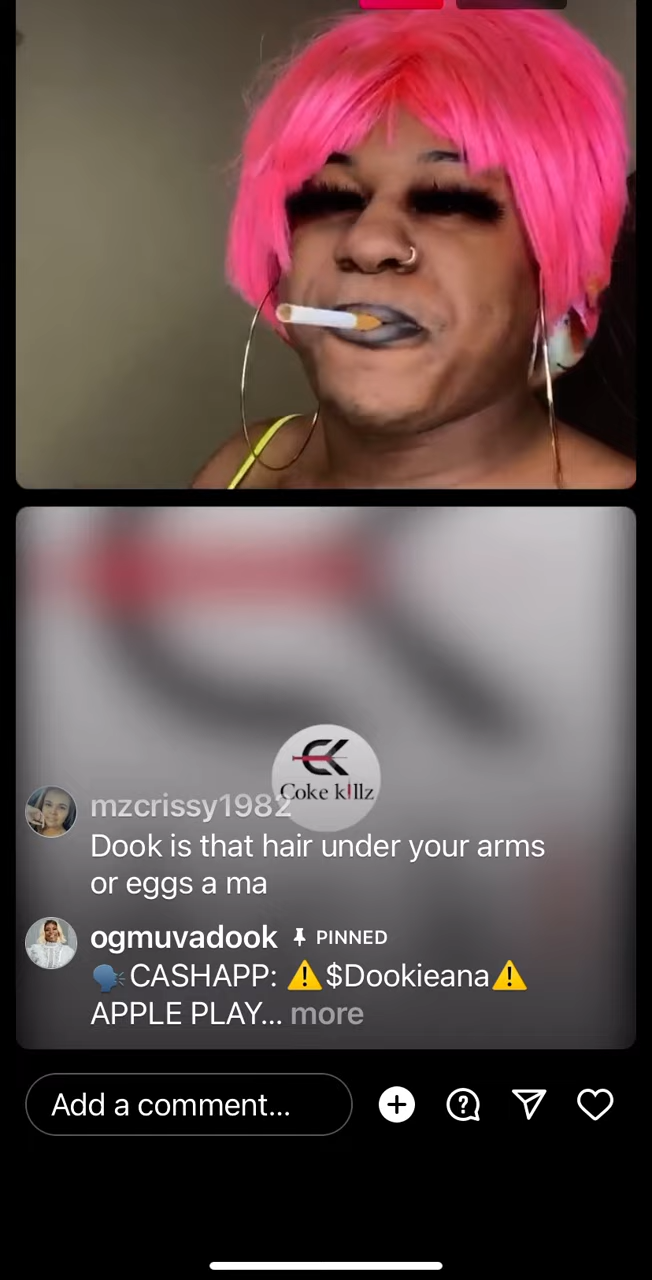 Coke kIllz
mzcrissy1982
Dook is that hair under your arms
or eggs a ma
ogmuvadook PINNED
🗣️CASHAPP: ⚠️$Dookieana⚠️
APPLE PLAY... more
Add a comment...